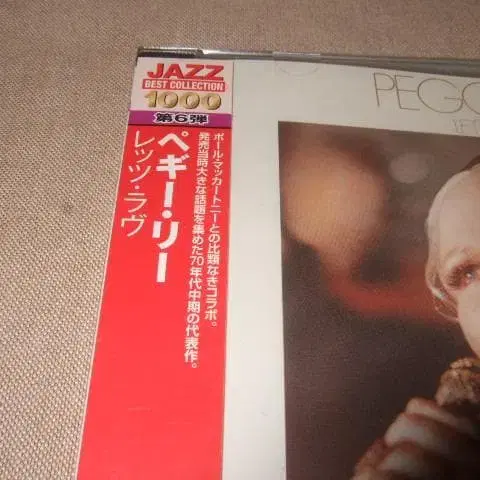 JAZZ
BEST COLLECTION
1000
第6弾
ペギー・リー
レッツ・ラヴ
ポール・マッカートニーとの比類なきコラボ。
発売当時大きな話題を集めた70年代中期の代表作。
PEGG